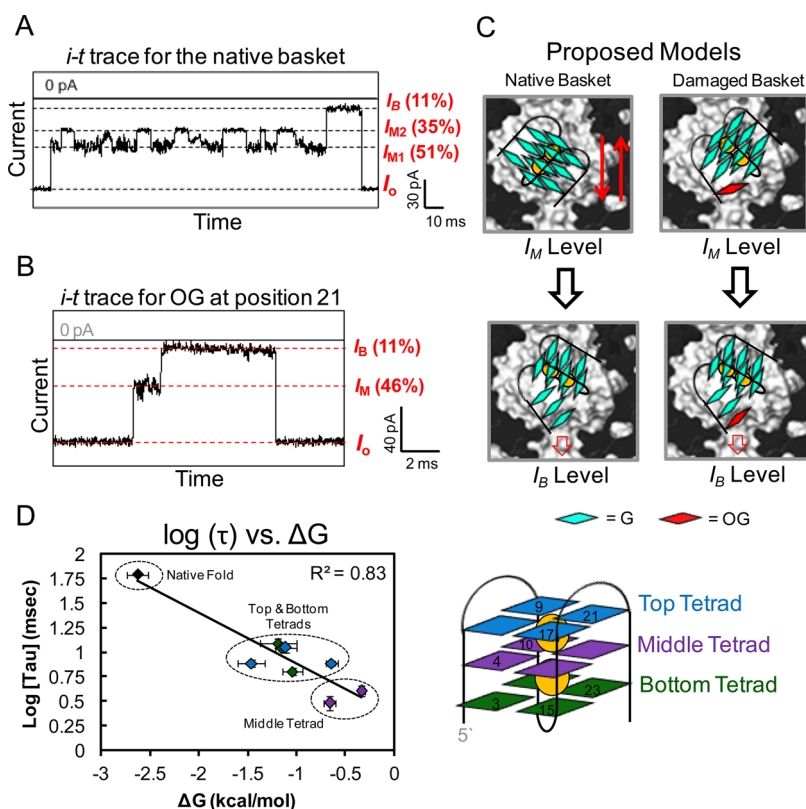 A
i-t trace for the native basket
0 pA
I_B (11%)
I_M2 (35%)
I_M1 (51%)
I_o
Current
Time
30 pA
10 ms
B
i-t trace for OG at position 21
0 pA
I_B (11%)
I_M (46%)
I_o
Current
Time
40 pA
2 ms
C
Proposed Models
Native Basket
Damaged Basket
I_M Level
I_M Level
I_B Level
I_B Level
= G
= OG
D
log (τ) vs. ΔG
R² = 0.83
Native Fold
Top & Bottom
Tetrads
Middle Tetrad
Log [Tau] (msec)
2
1.75
1.5
1.25
1
0.75
0.5
0.25
0
-3
-2.5
-2
-1.5
-1
-0.5
0
ΔG (kcal/mol)
9
21
17
10
4
23
3
15
5`
Top Tetrad
Middle Tetrad
Bottom Tetrad